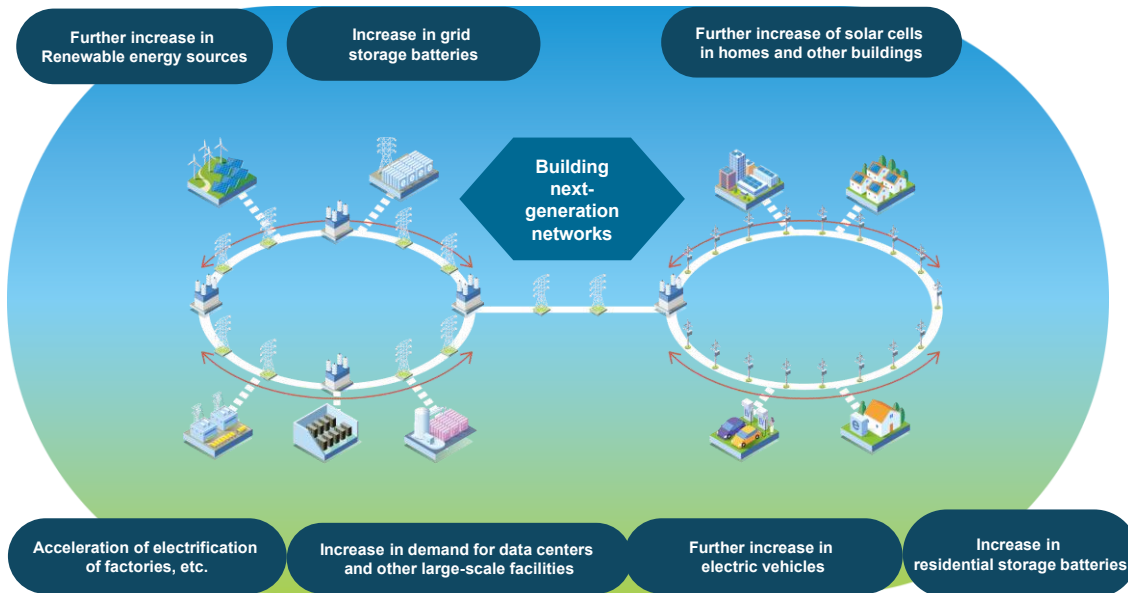 Further increase in
Renewable energy sources
Increase in grid
storage batteries
Further increase of solar cells
in homes and other buildings
Building
next-
generation
networks
Acceleration of electrification
of factories, etc.
Increase in demand for data centers
and other large-scale facilities
Further increase in
electric vehicles
Increase in
residential storage batteries